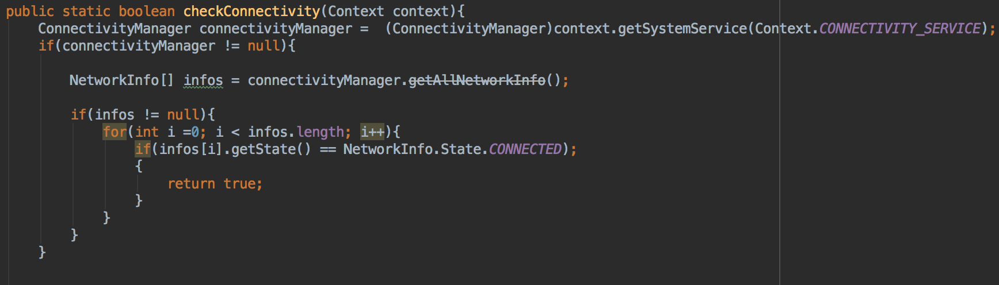 public static boolean checkConnectivity(Context context){
ConnectivityManager connectivityManager =  (ConnectivityManager)context.getSystemService(Context.CONNECTIVITY_SERVICE);
if(connectivityManager != null){
NetworkInfo[] infos = connectivityManager.getAllNetworkInfo();
if(infos != null){
for(int i =0; i < infos.length; i++){
if(infos[i].getState() == NetworkInfo.State.CONNECTED);
{
return true;
}
}
}
}